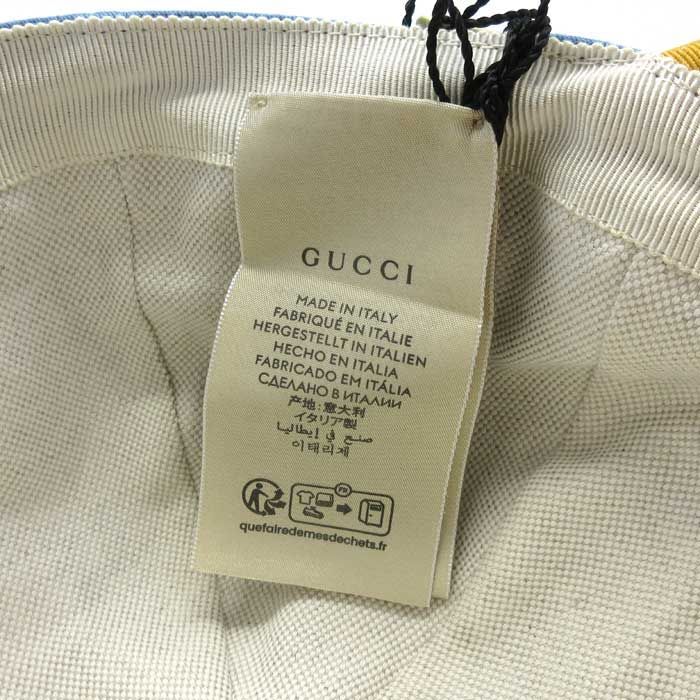 GUCCI
MADE IN ITALY
FABRIQUÉ EN ITALIE
HERGESTELLT IN ITALIEN
HECHO EN ITALIA
FABRICADO EM ITÁLIA
СДЕЛАНО В ИТАЛИИ
产地:意大利
イタリア製
صنع في إيطاليا
이태리제
FR
quefairedemesdechets.fr